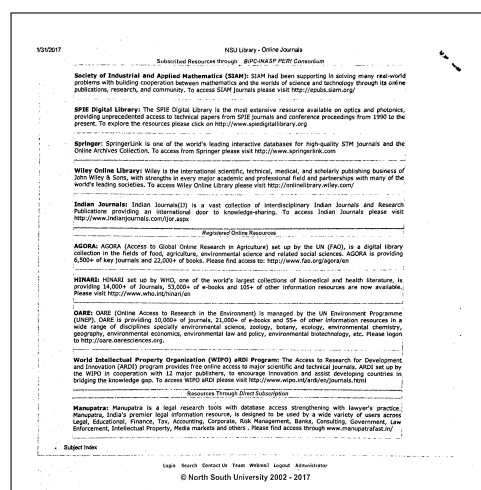 1/31/2017
NSU Library - Online Journals
Subscribed Resources through BIPC-INASP PERI Consortium
Society of Industrial and Applied Mathematics (SIAM): SIAM had been supporting in solving many real-world
problems with building cooperation between mathematics and the worlds of science and technology through its online
publications, research, and community. To access SIAM Journals please visit http://epubs.siam.org/
SPIE Digital Library: The SPIE Digital Library is the most extensive resource available on optics and photonics,
providing unprecedented access to technical papers from SPIE journals and conference proceedings from 1990 to the
present. To explore the resources please click on http://www.spiedigitallibrary.org
Springer: SpringerLink is one of the world's leading interactive databases for high-quality STM journals and the
Online Archives Collection. To access from Springer please visit http://www.springerlink.com
Wiley Online Library: Wiley is the international scientific, technical, medical, and scholarly publishing business of
John Wiley & Sons, with strengths in every major academic and professional field and partnerships with many of the
world's leading societies. To access Wiley Online Library please visit http://onlinelibrary.wiley.com/
Indian Journals: Indian Journals(IJ) is a vast collection of interdisciplinary Indian Journals and Research
Publications providing an international door to knowledge-sharing. To access Indian Journals please visit
http://www.indianjournals.com/ijor.aspx
Registered Online Resources
AGORA: AGORA (Access to Global Online Research in Agriculture) set up by the UN (FAO), is a digital library
collection in the fields of food, agriculture, environmental science and related social sciences. AGORA is providing
6,500+ of key journals and 22,000+ of books. Please find access to: http://www.fao.org/agora/en
HINARI: HINARI set up by WHO, one of the world's largest collections of biomedical and health literature, is
providing 14,000+ of Journals, 53,000+ of e-books and 105+ of other information resources are now available.
Please visit http://www.who.int/hinari/en
OARE: OARE (Online Access to Research in the Environment) is managed by the UN Environment Programme
(UNEP). OARE is providing 10,000+ of journals, 21,000+ of e-books and 55+ of other information resources in a
wide range of disciplines specially environmental science, zoology, botany, ecology, environmental chemistry,
geography, environmental economics, environmental law and policy, environmental biotechnology, etc. Please logon
to http://oare.oaresciences.org.
World Intellectual Property Organization (WIPO) aRDi Program: The Access to Research for Development
and Innovation (ARDI) program provides free online access to major scientific and technical journals. ARDI set up by
the WIPO in cooperation with 12 major publishers, to encourage innovation and assist developing countries in
bridging the knowledge gap. To access WIPO aRDi please visit http://www.wipo.int/ardi/en/journals.html
Resources Through Direct Subscription
Manupatra: Manupatra is a legal research tools with database access strengthening with lawyer's practice.
Manupatra, India's premier legal information resource, is designed to be used by a wide variety of users across
Legal, Educational, Finance, Tax, Accounting, Corporate, Risk Management, Banks, Consulting, Government, Law
Enforcement, Intellectual Property, Media markets and others . Please find access through www.manupatrafast.in/
Subject Index
Login Search Contact Us Team Webmail Logout Administrator
© North South University 2002 - 2017